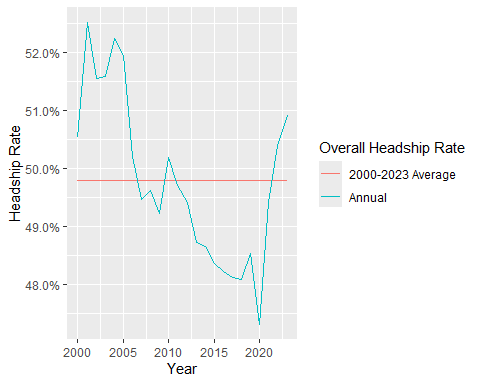 52.0%
51.0%
50.0%
49.0%
48.0%
Headship Rate
2000 2005 2010 2015 2020
Year
Overall Headship Rate
2000-2023 Average
Annual